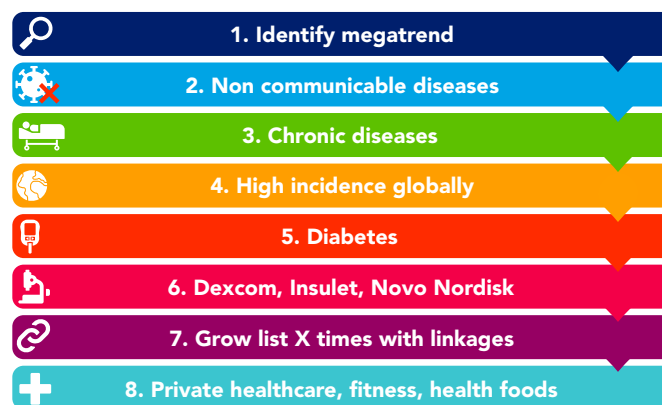 1. Identify megatrend
2. Non communicable diseases
3. Chronic diseases
4. High incidence globally
5. Diabetes
6. Dexcom, Insulet, Novo Nordisk
7. Grow list X times with linkages
8. Private healthcare, fitness, health foods